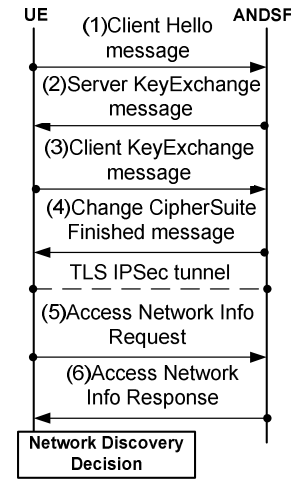 UE ANDSF
(1)Client Hello
message
(2)Server KeyExchange
message
(3)Client KeyExchange
message
(4)Change CipherSuite
Finished message
TLS IPSec tunnel
(5)Access Network Info
Request
(6)Access Network
Info Response
Network Discovery
Decision